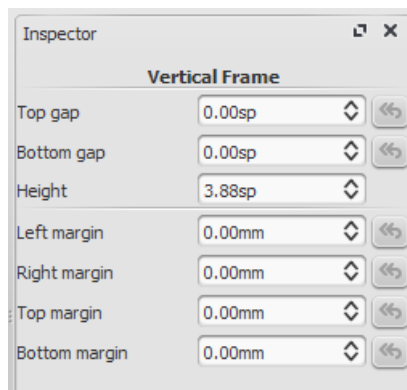 Inspector
Vertical Frame
Top gap 0.00sp
Bottom gap 0.00sp
Height 3.88sp
Left margin 0.00mm
Right margin 0.00mm
Top margin 0.00mm
Bottom margin 0.00mm